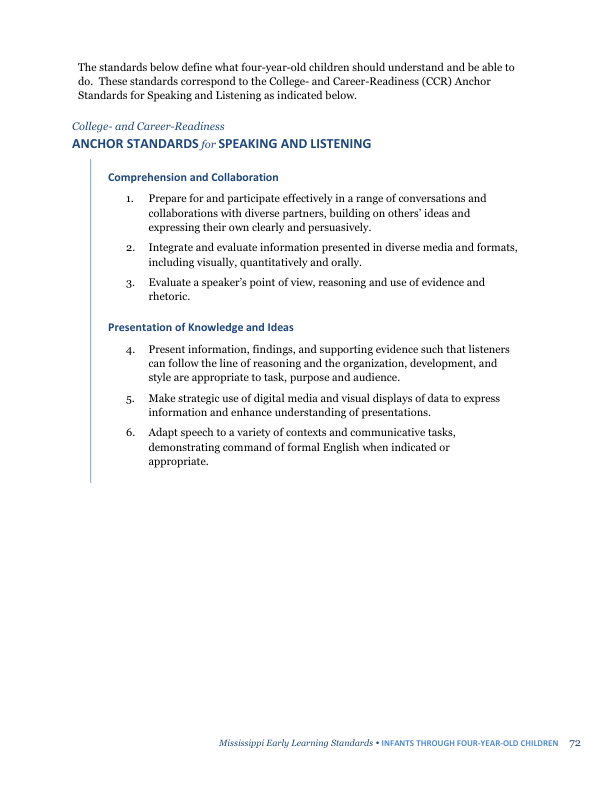 The standards below define what four-year-old children should understand and be able to
do.  These standards correspond to the College- and Career-Readiness (CCR) Anchor
Standards for Speaking and Listening as indicated below.
College- and Career-Readiness
ANCHOR STANDARDS for SPEAKING AND LISTENING
Comprehension and Collaboration
1. Prepare for and participate effectively in a range of conversations and
collaborations with diverse partners, building on others’ ideas and
expressing their own clearly and persuasively.
2. Integrate and evaluate information presented in diverse media and formats,
including visually, quantitatively and orally.
3. Evaluate a speaker’s point of view, reasoning and use of evidence and
rhetoric.
Presentation of Knowledge and Ideas
4. Present information, findings, and supporting evidence such that listeners
can follow the line of reasoning and the organization, development, and
style are appropriate to task, purpose and audience.
5. Make strategic use of digital media and visual displays of data to express
information and enhance understanding of presentations.
6. Adapt speech to a variety of contexts and communicative tasks,
demonstrating command of formal English when indicated or
appropriate.
Mississippi Early Learning Standards • INFANTS THROUGH FOUR-YEAR-OLD CHILDREN 72